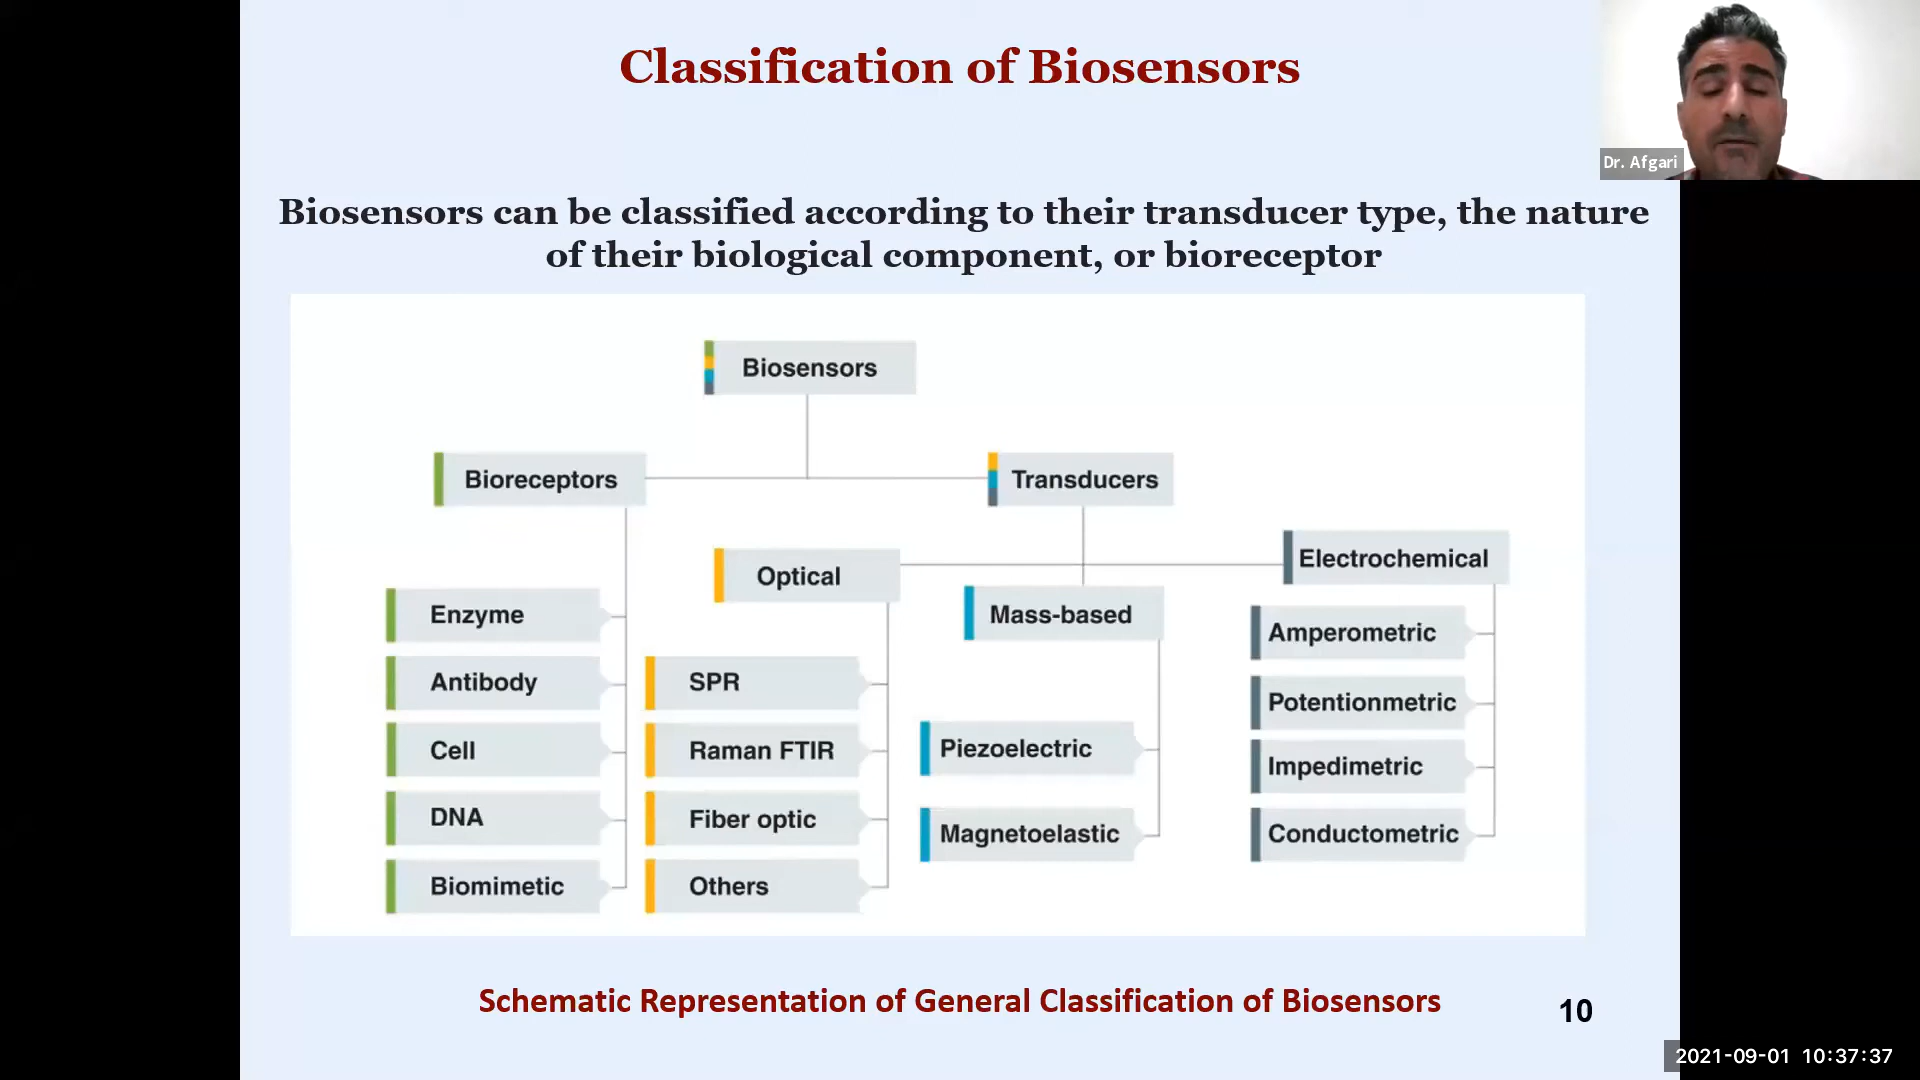 Classification of Biosensors
Dr. Afgari
Biosensors can be classified according to their transducer type, the nature
of their biological component, or bioreceptor
Biosensors
Bioreceptors
Transducers
Optical
Electrochemical
Mass-based
Enzyme
Antibody
Cell
DNA
Biomimetic
SPR
Raman FTIR
Fiber optic
Others
Piezoelectric
Magnetoelastic
Amperometric
Potentionmetric
Impedimetric
Conductometric
Schematic Representation of General Classification of Biosensors
10
2021-09-01 10:37:37